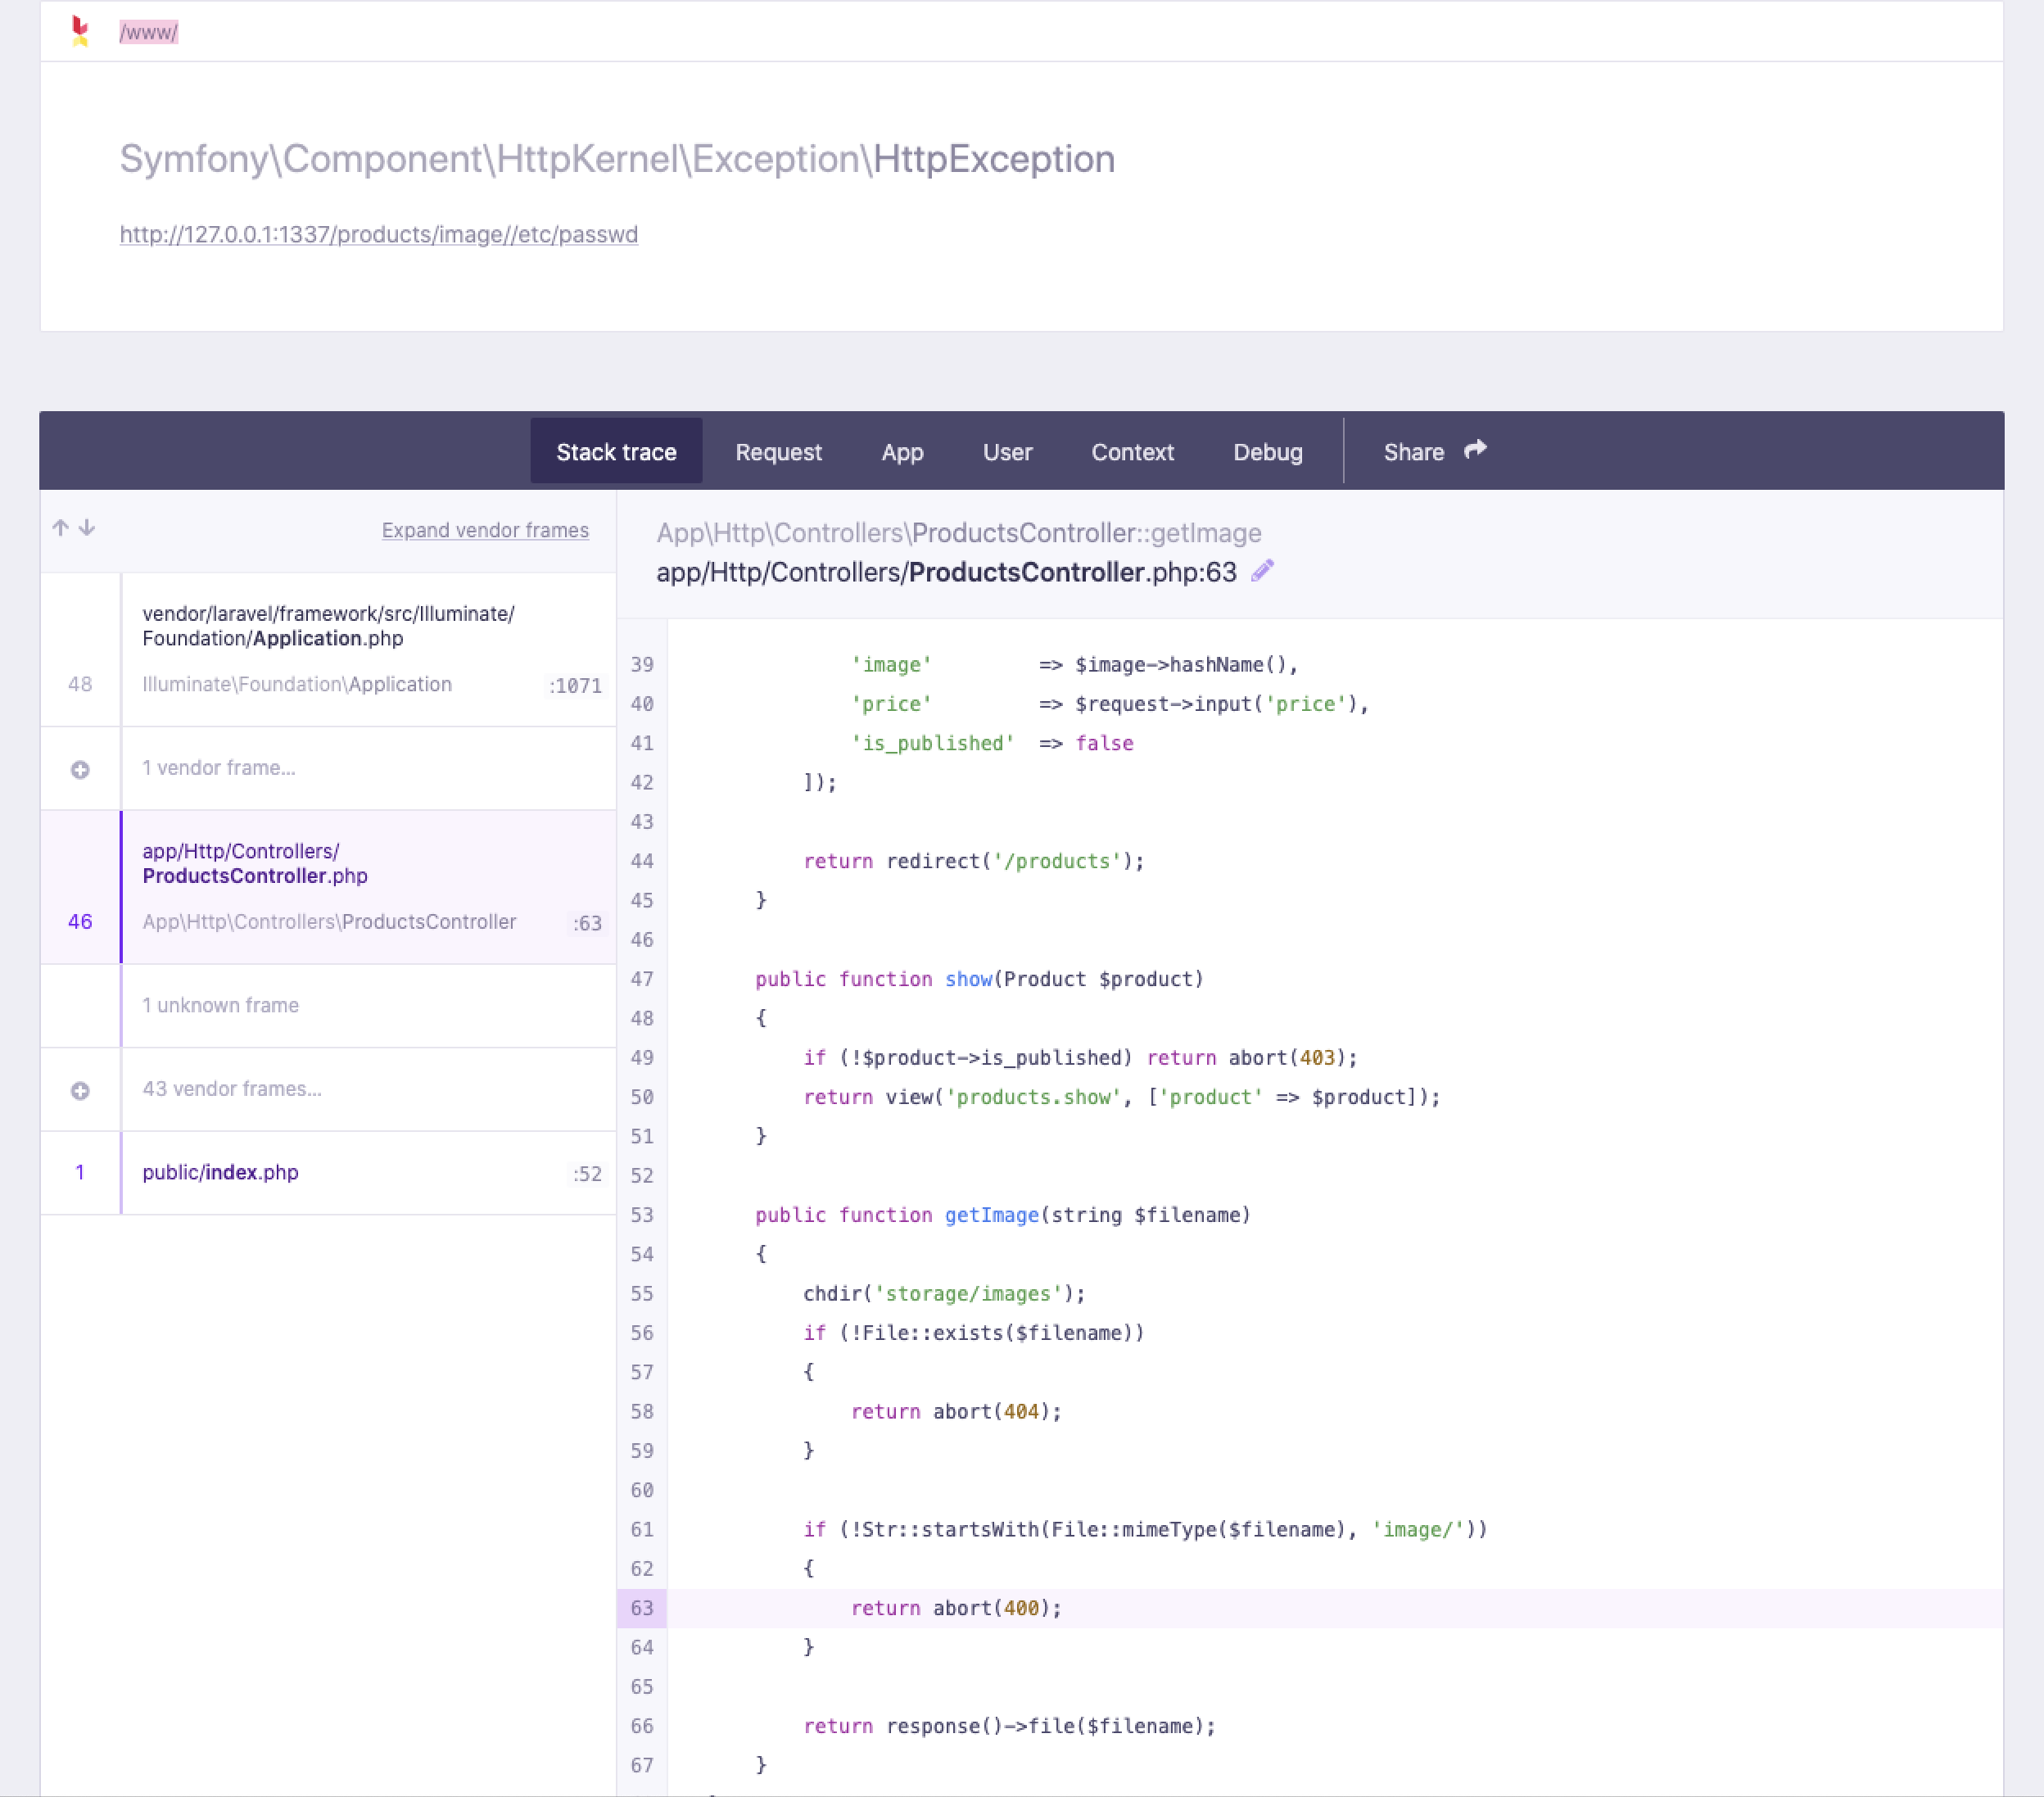 /www/
Symfony\Component\HttpKernel\Exception\HttpException
http://127.0.0.1:1337/products/image//etc/passwd
Stack trace Request App User Context Debug Share
Expand vendor frames
vendor/laravel/framework/src/Illuminate/
Foundation/Application.php
48 Illuminate\Foundation\Application :1071
1 vendor frame...
app/Http/Controllers/
ProductsController.php
46 App\Http\Controllers\ProductsController :63
1 unknown frame
43 vendor frames...
1 public/index.php :52
App\Http\Controllers\ProductsController::getImage
app/Http/Controllers/ProductsController.php:63
39 'image' => $image->hashName(),
40 'price' => $request->input('price'),
41 'is_published' => false
42 ]);
43
44 return redirect('/products');
45 }
46
47 public function show(Product $product)
48 {
49 if (!$product->is_published) return abort(403);
50 return view('products.show', ['product' => $product]);
51 }
52
53 public function getImage(string $filename)
54 {
55 chdir('storage/images');
56 if (!File::exists($filename))
57 {
58 return abort(404);
59 }
60
61 if (!Str::startsWith(File::mimeType($filename), 'image/'))
62 {
63 return abort(400);
64 }
65
66 return response()->file($filename);
67 }